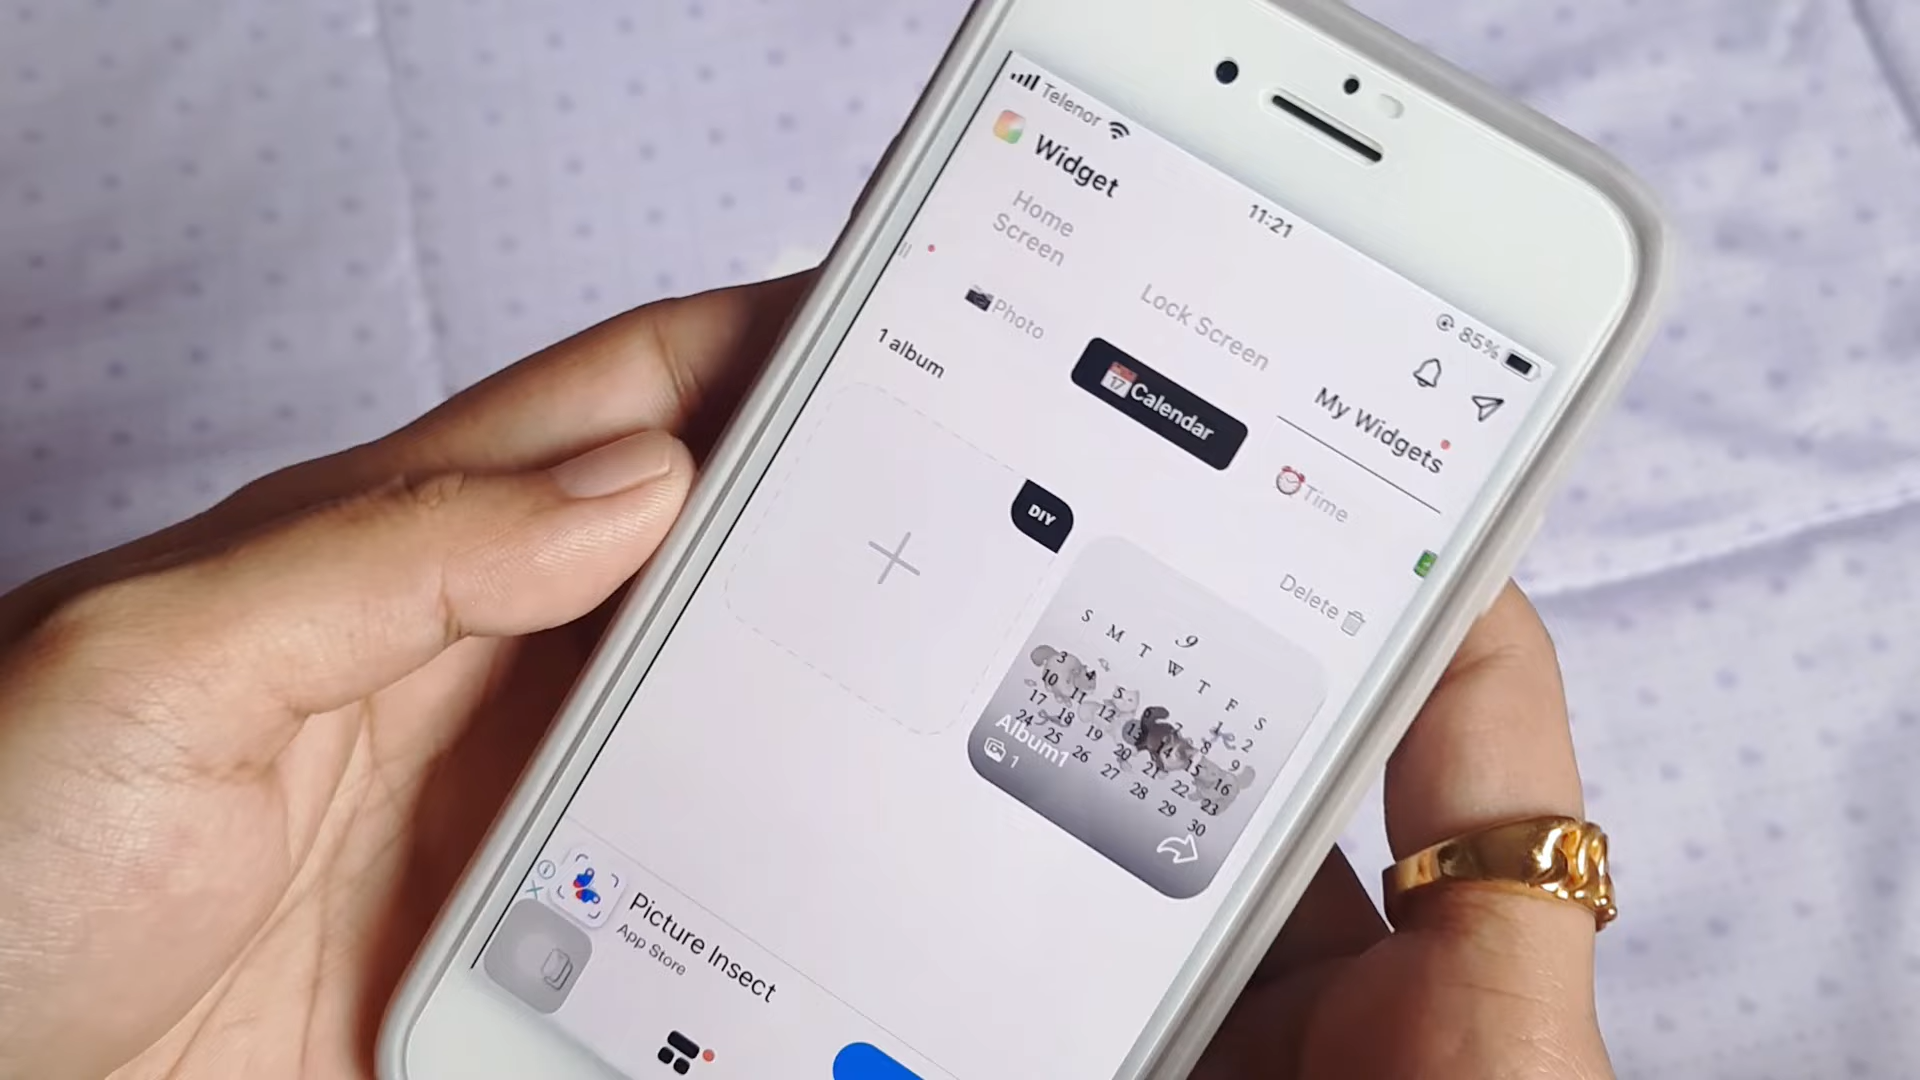 Telenor
11:21
85%
Widget
Home
Screen
Lock Screen
My Widgets
Photo
17
Calendar
Time
1 album
Delete
DIY
9
S M T W T F S
1 2
3 4 5 6 7 8 9
10 11 12 13 14 15 16
17 18 19 20 21 22 23
24 25 26 27 28 29 30
Album1
1
Picture Insect
App Store